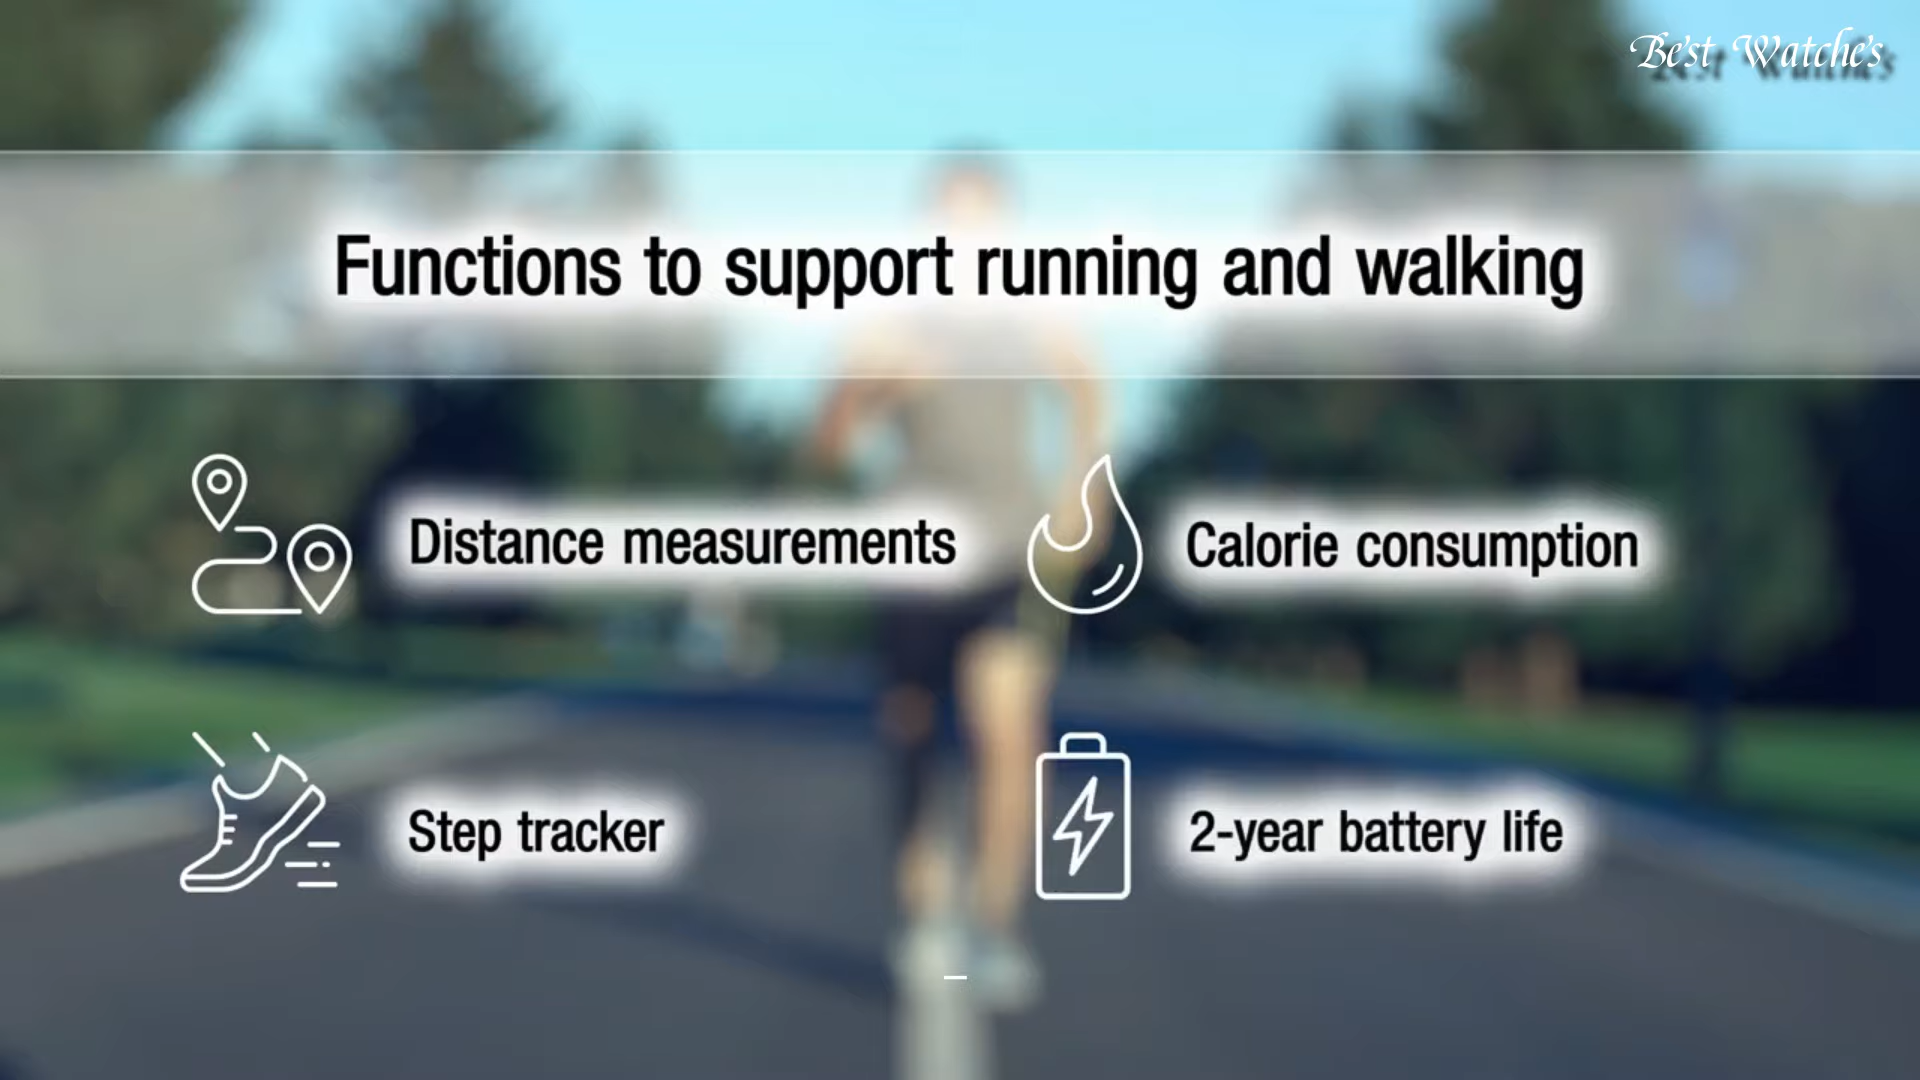 Be'st Watche's
Functions to support running and walking
Distance measurements
Calorie consumption
Step tracker
2-year battery life